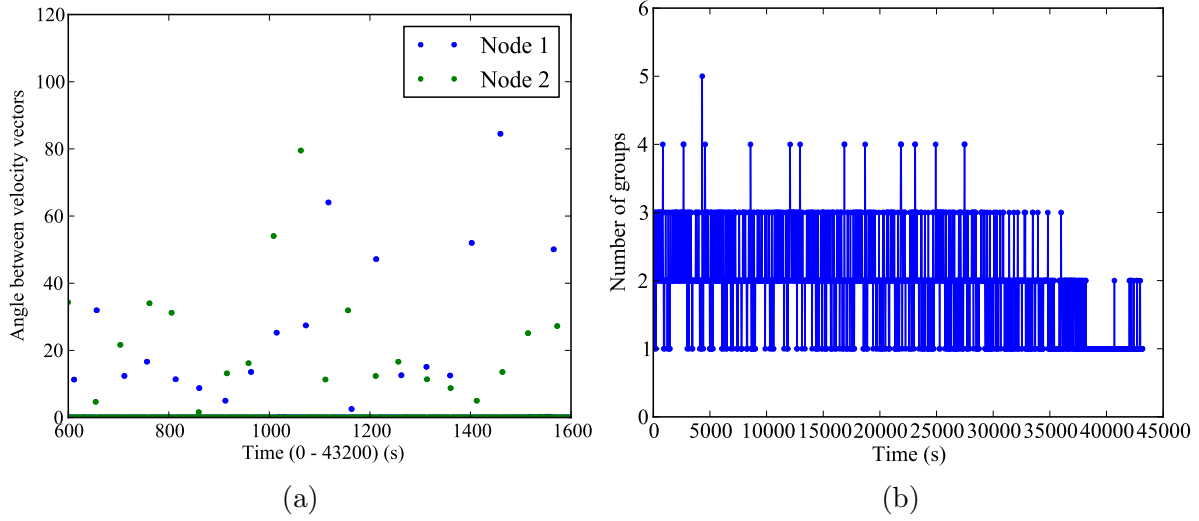 120
100
80
60
40
20
0
Angle between velocity vectors
Node 1
Node 2
600 800 1000 1200 1400 1600
Time (0 - 43200) (s)
(a)
6
5
4
3
2
1
0
Number of groups
0 5000 10000 15000 20000 25000 30000 35000 40000 45000
Time (s)
(b)